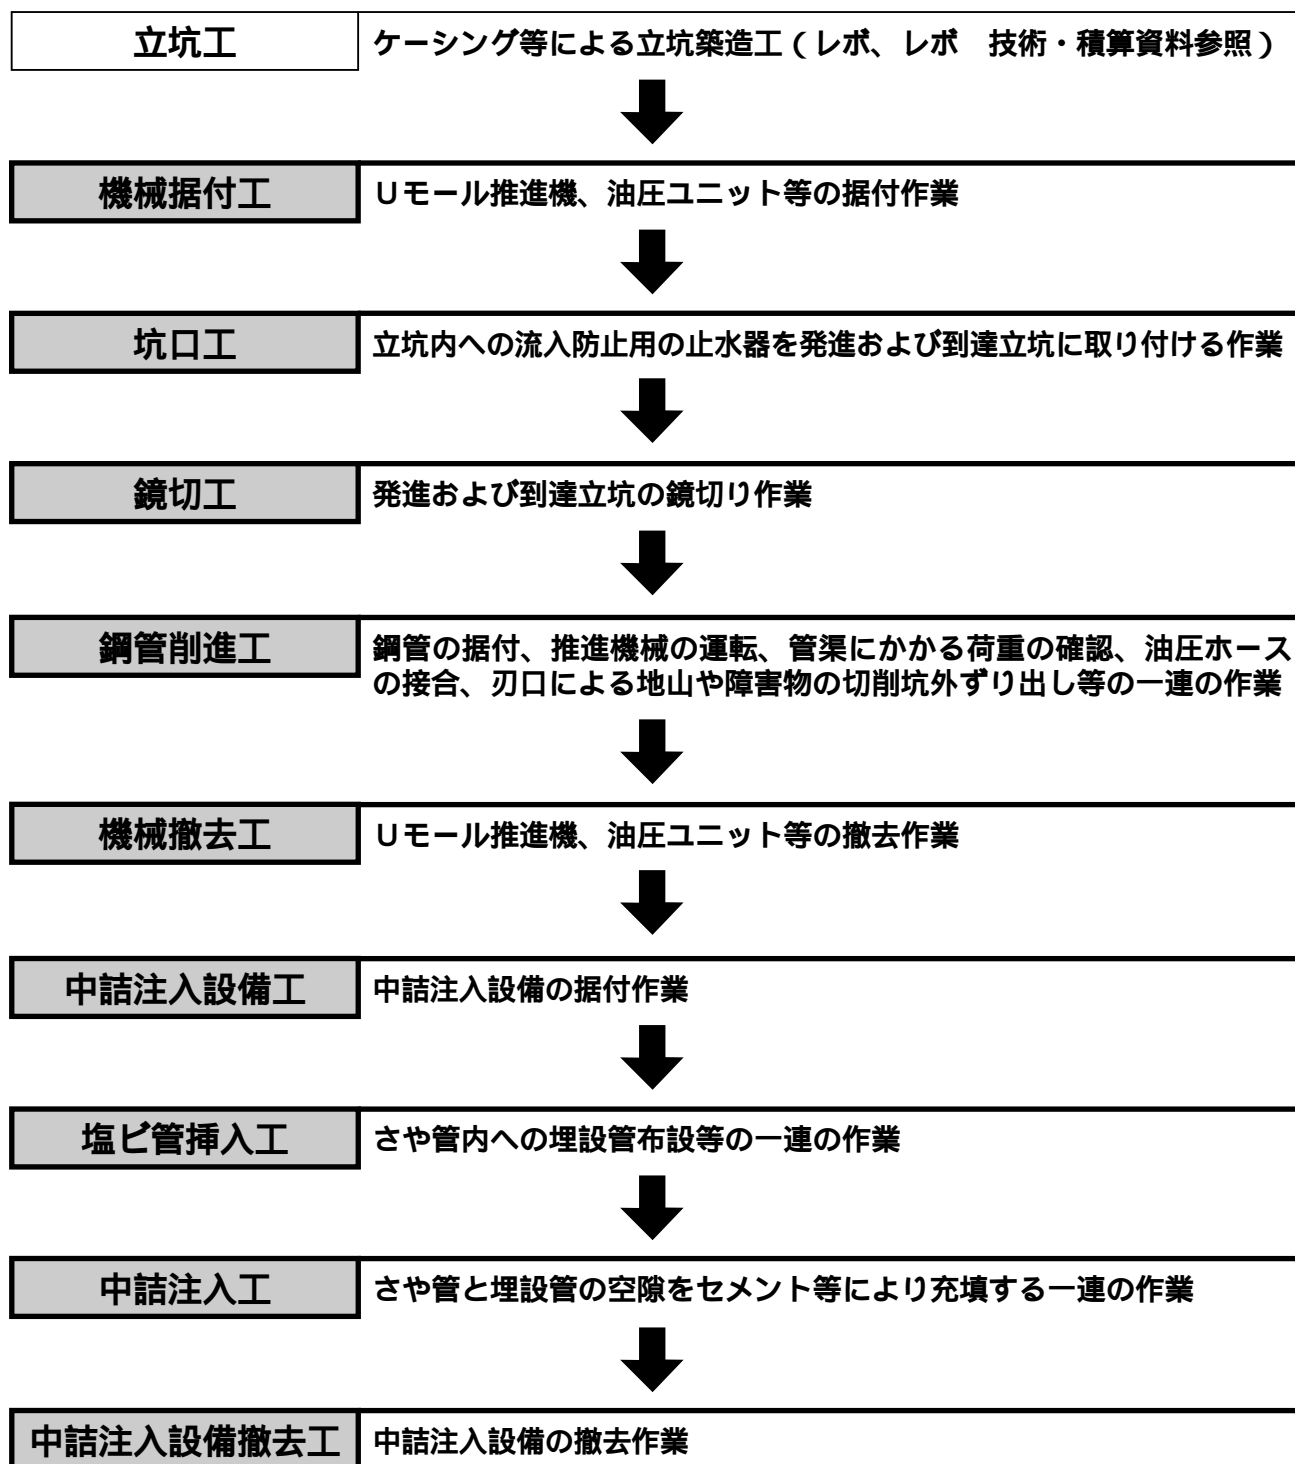 立坑工
ケーシング等による立坑築造工（レボ、レボ　技術・積算資料参照）
機械据付工
Ｕモール推進機、油圧ユニット等の据付作業
坑口工
立坑内への流入防止用の止水器を発進および到達立坑に取り付ける作業
鏡切工
発進および到達立坑の鏡切り作業
鋼管削進工
鋼管の据付、推進機械の運転、管渠にかかる荷重の確認、油圧ホース
の接合、刃口による地山や障害物の切削坑外ずり出し等の一連の作業
機械撤去工
Ｕモール推進機、油圧ユニット等の撤去作業
中詰注入設備工
中詰注入設備の据付作業
塩ビ管挿入工
さや管内への埋設管布設等の一連の作業
中詰注入工
さや管と埋設管の空隙をセメント等により充填する一連の作業
中詰注入設備撤去工
中詰注入設備の撤去作業